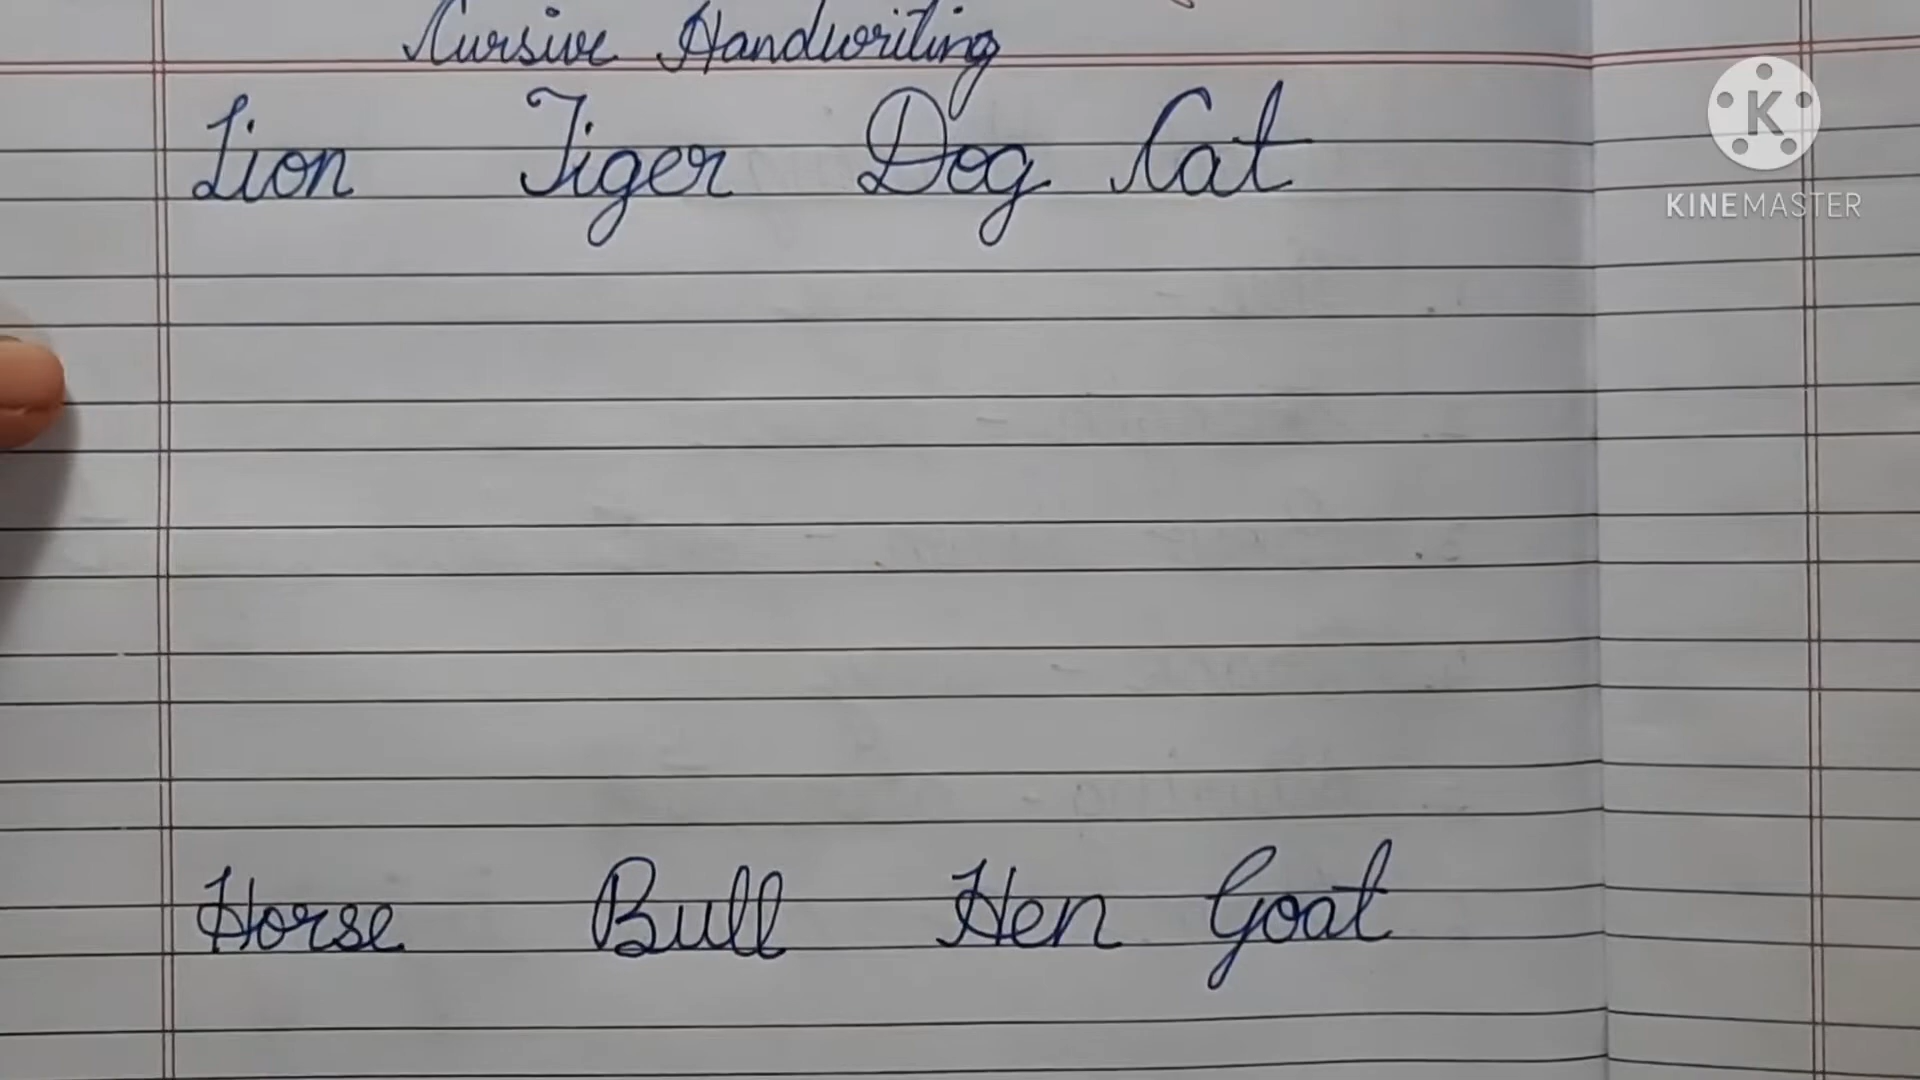 Cursive Handwriting
Lion Tiger Dog Cat
K
KINEMASTER
Horse Bull Hen Goat